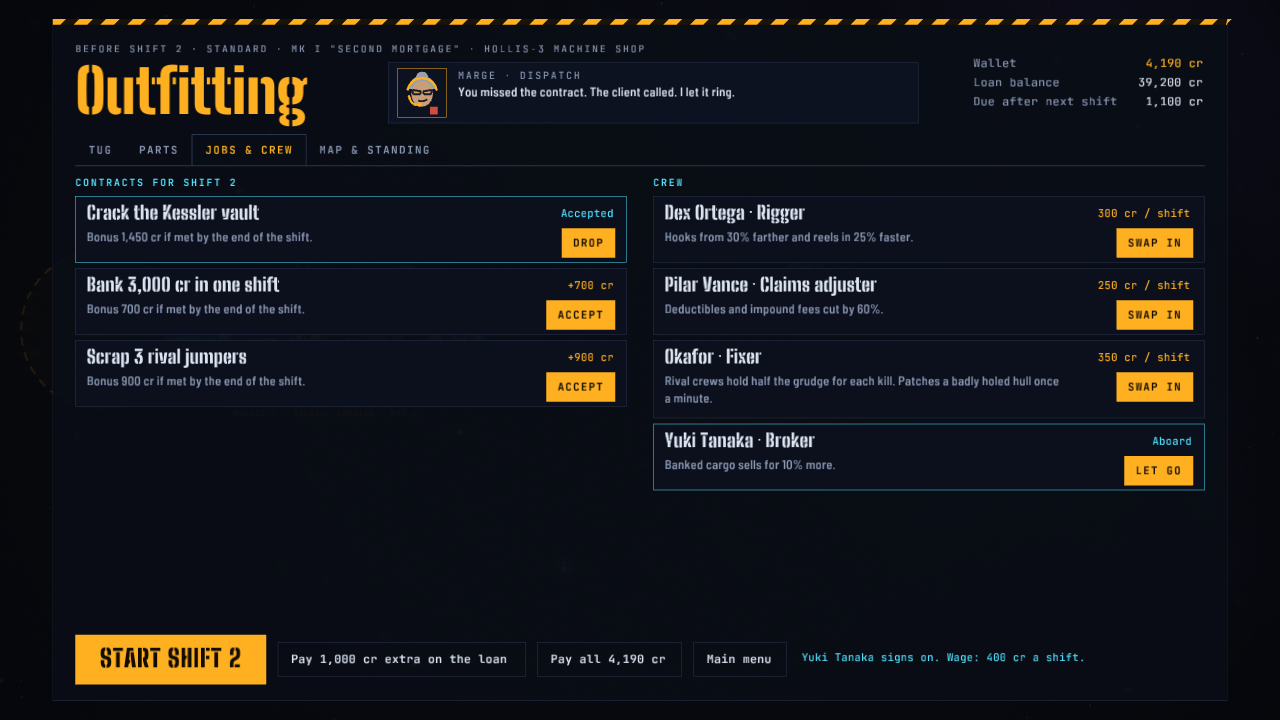 BEFORE SHIFT 2 · STANDARD · MK I "SECOND MORTGAGE" · HOLLIS-3 MACHINE SHOP
Outfitting
MARGE · DISPATCH
You missed the contract. The client called. I let it ring.
Wallet 4,190 cr
Loan balance 39,200 cr
Due after next shift 1,100 cr
TUG PARTS JOBS & CREW MAP & STANDING
CONTRACTS FOR SHIFT 2
Crack the Kessler vault Accepted
Bonus 1,450 cr if met by the end of the shift. DROP
Bank 3,000 cr in one shift +700 cr
Bonus 700 cr if met by the end of the shift. ACCEPT
Scrap 3 rival jumpers +900 cr
Bonus 900 cr if met by the end of the shift. ACCEPT
CREW
Dex Ortega · Rigger 300 cr / shift
Hooks from 30% farther and reels in 25% faster. SWAP IN
Pilar Vance · Claims adjuster 250 cr / shift
Deductibles and impound fees cut by 60%. SWAP IN
Okafor · Fixer 350 cr / shift
Rival crews hold half the grudge for each kill. Patches a badly holed hull once SWAP IN
a minute.
Yuki Tanaka · Broker Aboard
Banked cargo sells for 10% more. LET GO
START SHIFT 2 Pay 1,000 cr extra on the loan Pay all 4,190 cr Main menu Yuki Tanaka signs on. Wage: 400 cr a shift.